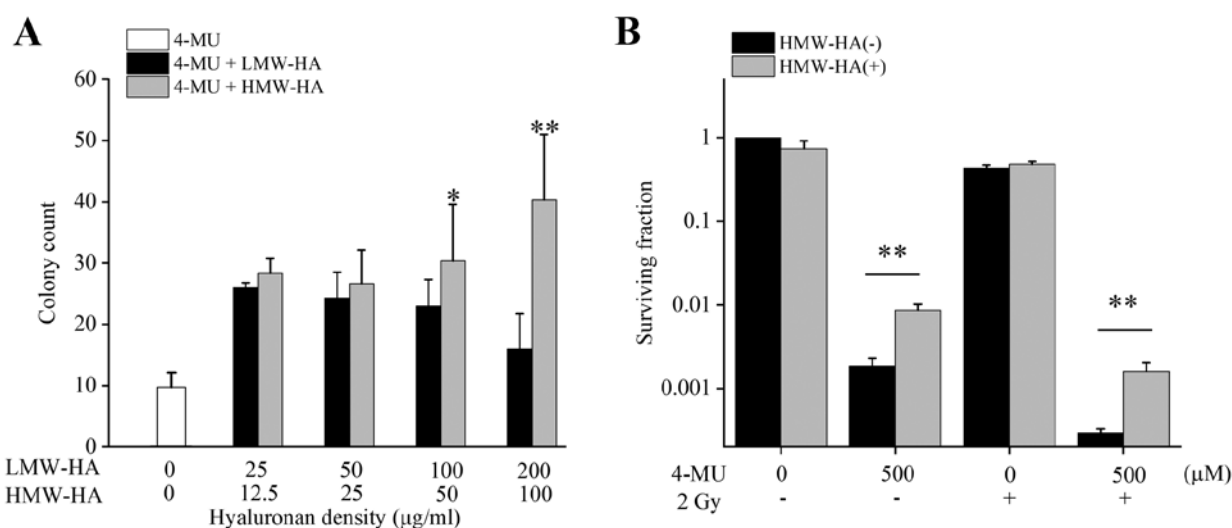 A
4-MU
4-MU + LMW-HA
4-MU + HMW-HA
60
50
40
30
20
10
0
Colony count
*
**
LMW-HA 0 25 50 100 200
HMW-HA 0 12.5 25 50 100
Hyaluronan density (μg/ml)
B
HMW-HA(-)
HMW-HA(+)
1
0.1
0.01
0.001
Surviving fraction
**
**
4-MU 0 500 0 500 (μM)
2 Gy - - + +